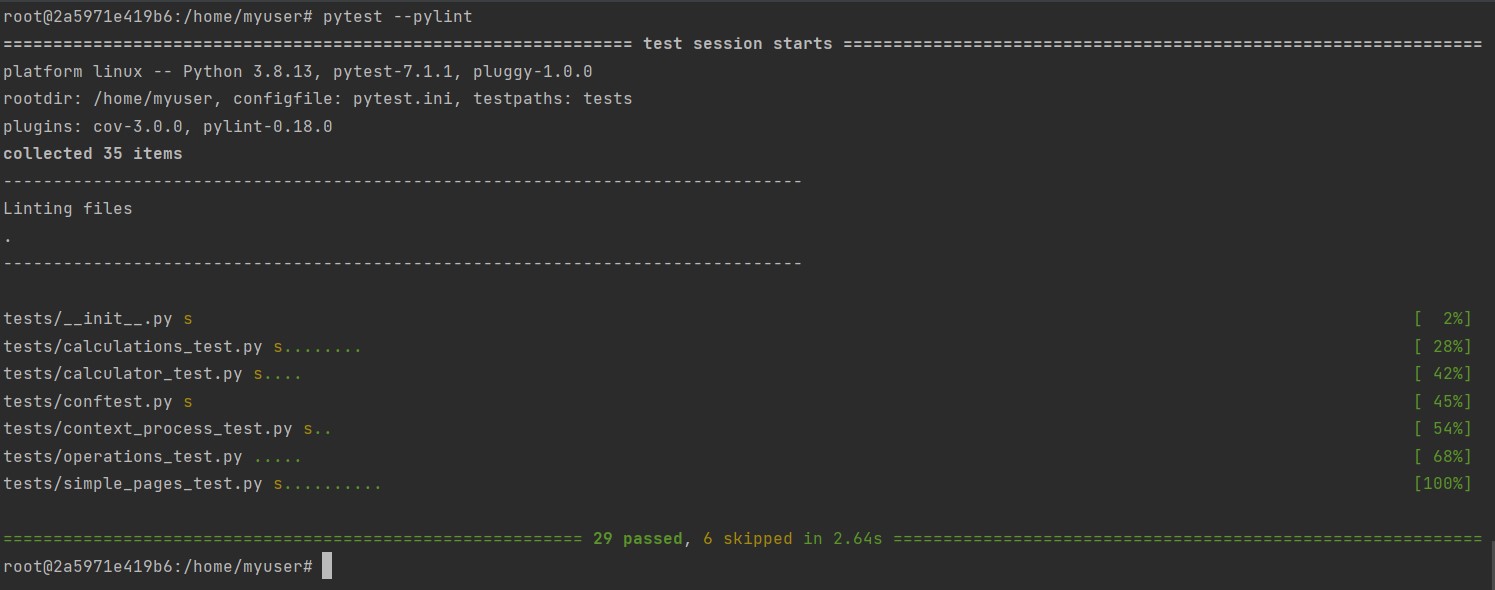 root@2a5971e419b6:/home/myuser# pytest --pylint
=============================================================== test session starts ================================================================
platform linux -- Python 3.8.13, pytest-7.1.1, pluggy-1.0.0
rootdir: /home/myuser, configfile: pytest.ini, testpaths: tests
plugins: cov-3.0.0, pylint-0.18.0
collected 35 items
--------------------------------------------------------------------------------
Linting files
.
--------------------------------------------------------------------------------
tests/__init__.py s [  2%]
tests/calculations_test.py s........ [ 28%]
tests/calculator_test.py s.... [ 42%]
tests/conftest.py s [ 45%]
tests/context_process_test.py s.. [ 54%]
tests/operations_test.py ..... [ 68%]
tests/simple_pages_test.py s.......... [100%]
========================================================== 29 passed, 6 skipped in 2.64s ===========================================================
root@2a5971e419b6:/home/myuser#